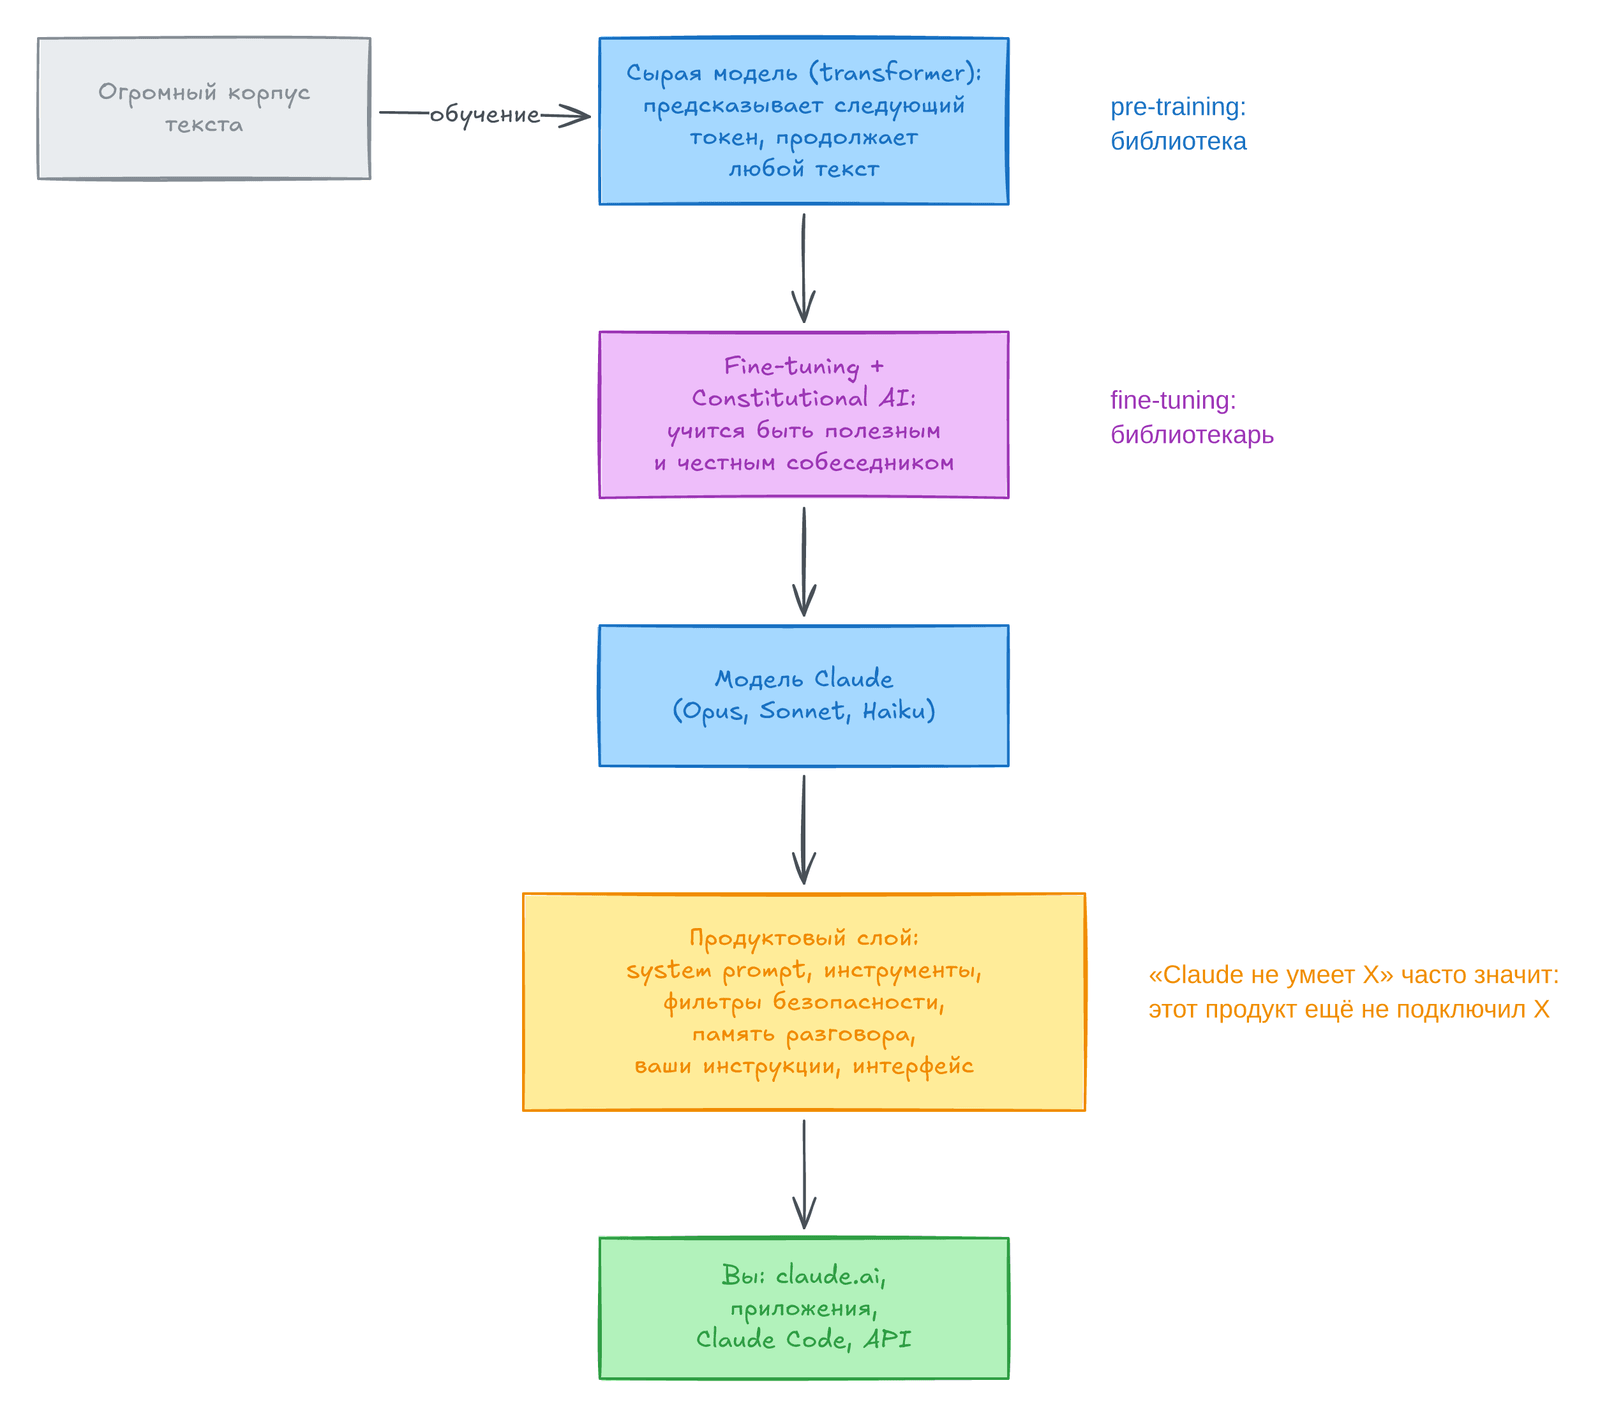 Огромный корпус
текста
обучение
Сырая модель (transformer):
предсказывает следующий
токен, продолжает
любой текст
pre-training:
библиотека
Fine-tuning +
Constitutional AI:
учится быть полезным
и честным собеседником
fine-tuning:
библиотекарь
Модель Claude
(Opus, Sonnet, Haiku)
Продуктовый слой:
system prompt, инструменты,
фильтры безопасности,
память разговора,
ваши инструкции, интерфейс
«Claude не умеет X» часто значит:
этот продукт ещё не подключил X
Вы: claude.ai,
приложения,
Claude Code, API